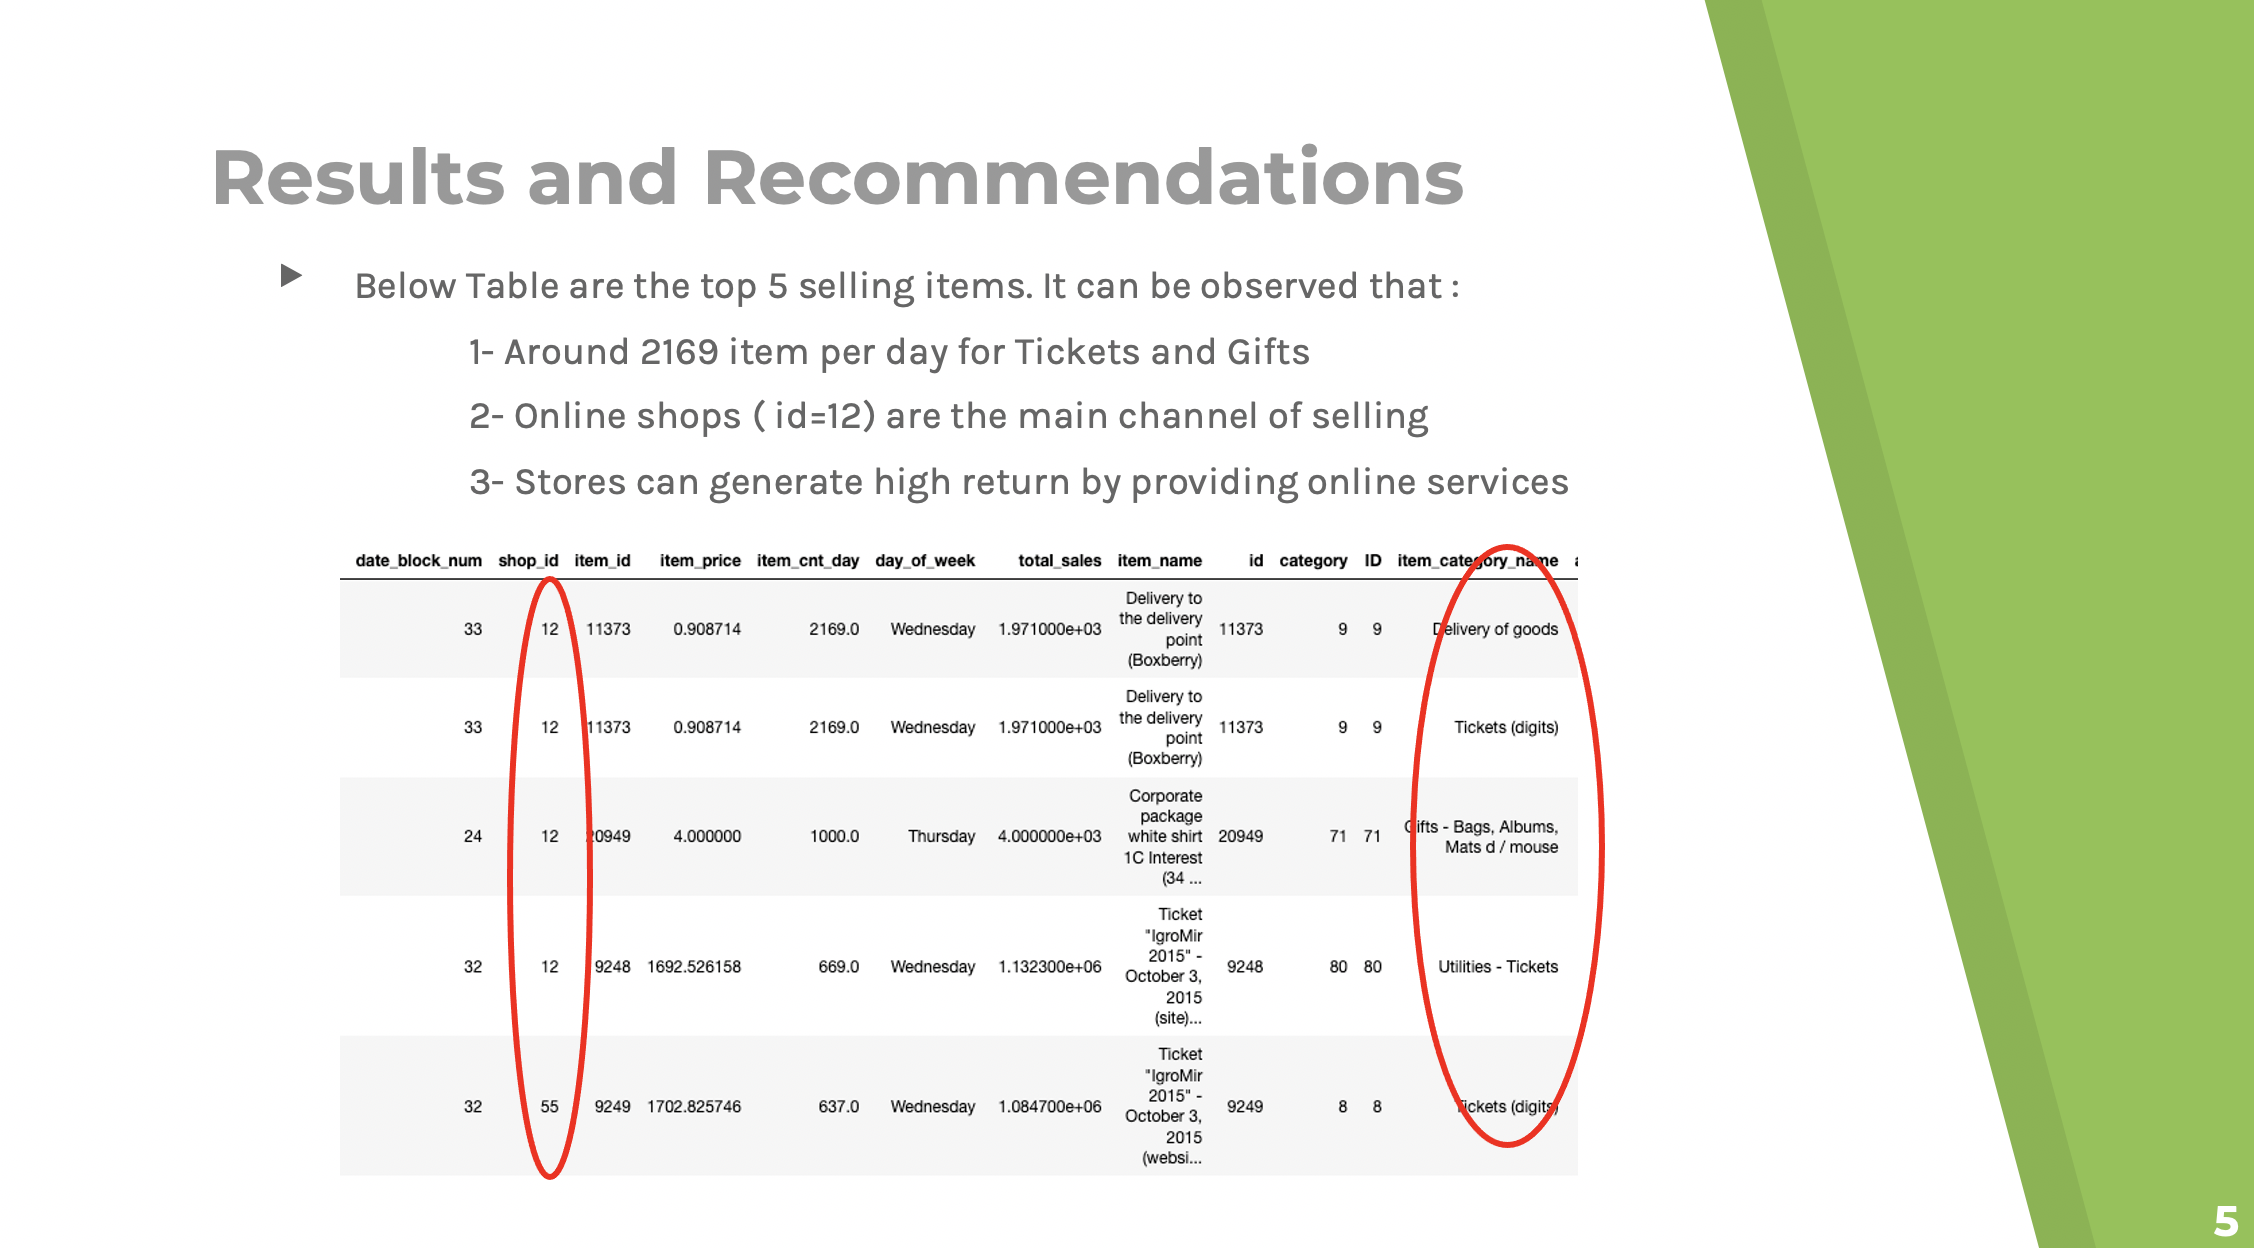 Results and Recommendations
Below Table are the top 5 selling items. It can be observed that :
1- Around 2169 item per day for Tickets and Gifts
2- Online shops ( id=12) are the main channel of selling
3- Stores can generate high return by providing online services
date_block_num shop_id item_id item_price item_cnt_day day_of_week total_sales item_name id category ID item_category_name
33 12 11373 0.908714 2169.0 Wednesday 1.971000e+03 Delivery to the delivery point (Boxberry) 11373 9 9 Delivery of goods
33 12 11373 0.908714 2169.0 Wednesday 1.971000e+03 Delivery to the delivery point (Boxberry) 11373 9 9 Tickets (digits)
24 12 20949 4.000000 1000.0 Thursday 4.000000e+03 Corporate package white shirt 1C Interest (34 ... 20949 71 71 Gifts - Bags, Albums, Mats d / mouse
32 12 9248 1692.526158 669.0 Wednesday 1.132300e+06 Ticket "IgroMir 2015" - October 3, 2015 (site)... 9248 80 80 Utilities - Tickets
32 55 9249 1702.825746 637.0 Wednesday 1.084700e+06 Ticket "IgroMir 2015" - October 3, 2015 (websi... 9249 8 8 Tickets (digits)
5